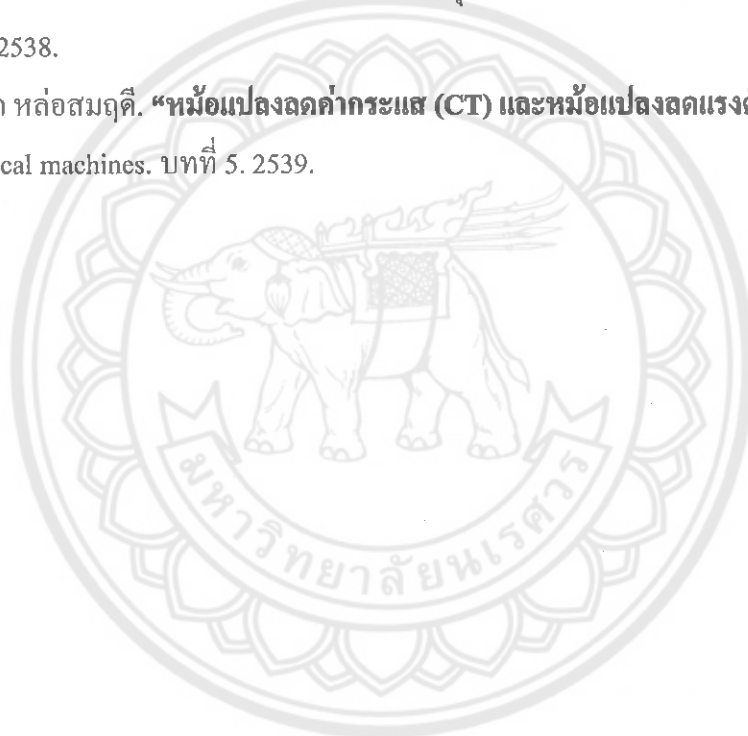 2538.
หล่อสมฤดี. “หม้อแปลงลดค่ากระแส (CT) และหม้อแปลงลดแรงดั
cal machines. บทที่ 5. 2539.
มหาวิทยาลัยนเรศวร